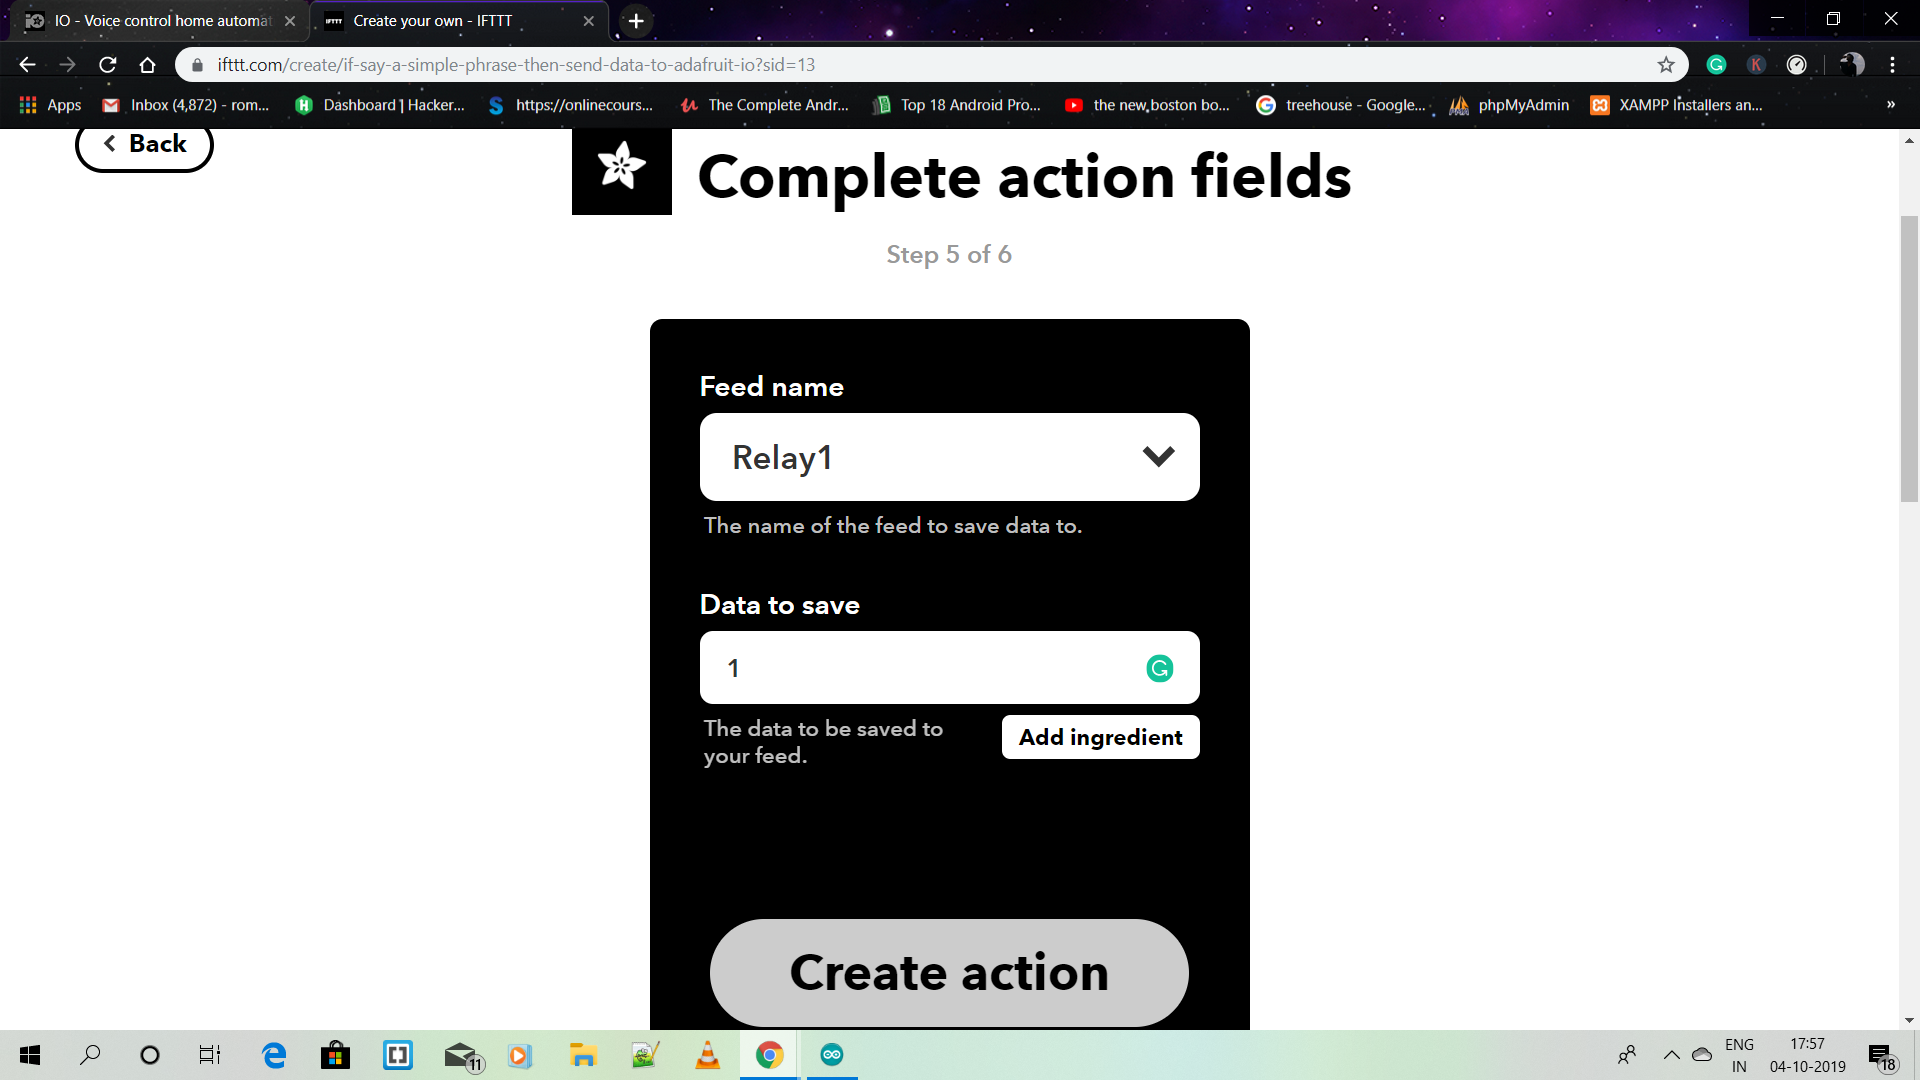 IO - Voice control home automat
IFTTT Create your own - IFTTT
ifttt.com/create/if-say-a-simple-phrase-then-send-data-to-adafruit-io?sid=13
Apps Inbox (4,872) - rom... Dashboard | Hacker... https://onlinecours... The Complete Andr... Top 18 Android Pro... the new boston bo... treehouse - Google... phpMyAdmin XAMPP Installers an... »
Back
Complete action fields
Step 5 of 6
Feed name
Relay1
The name of the feed to save data to.
Data to save
1
The data to be saved to
your feed.
Add ingredient
Create action
11
ENG
IN
17:57
04-10-2019
18